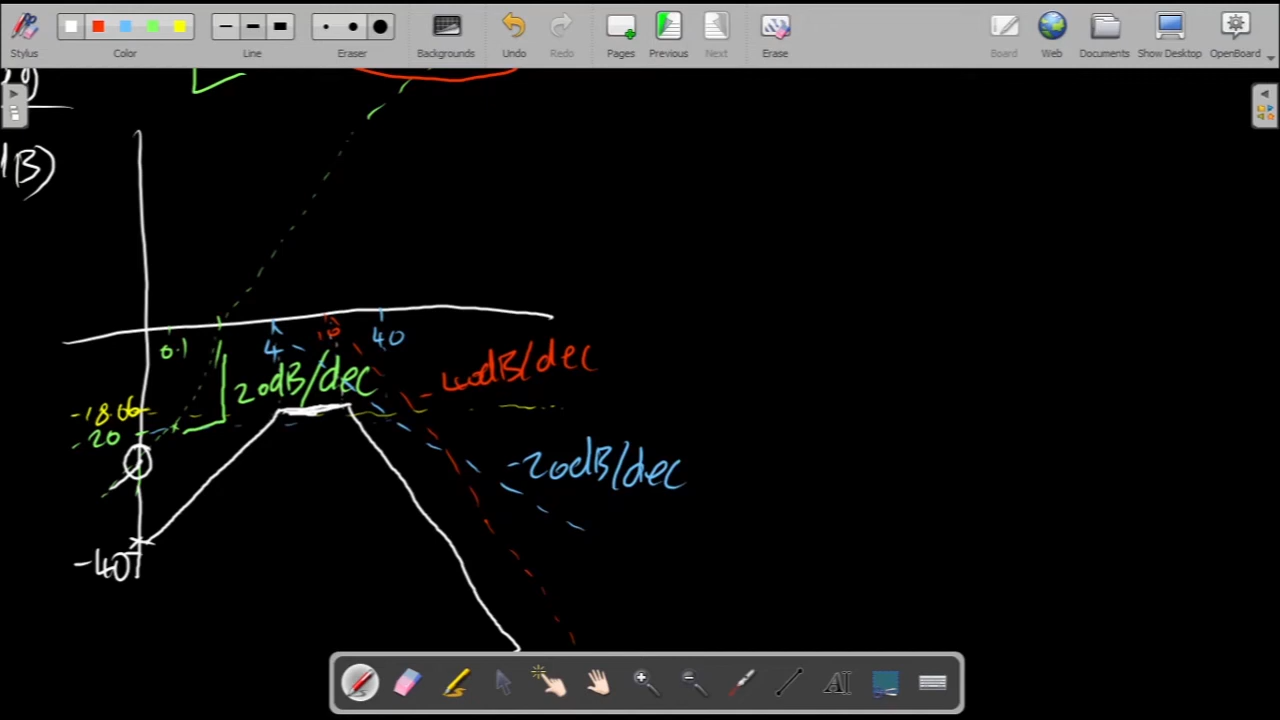 Stylus
Color
Line
Eraser
Backgrounds
Undo
Redo
Pages
Previous
Next
Erase
Board
Web
Documents
Show Desktop
OpenBoard
B)
0.1
4
10
40
20dB/dec
-40dB/dec
-18.06
-20
-20dB/dec
-40